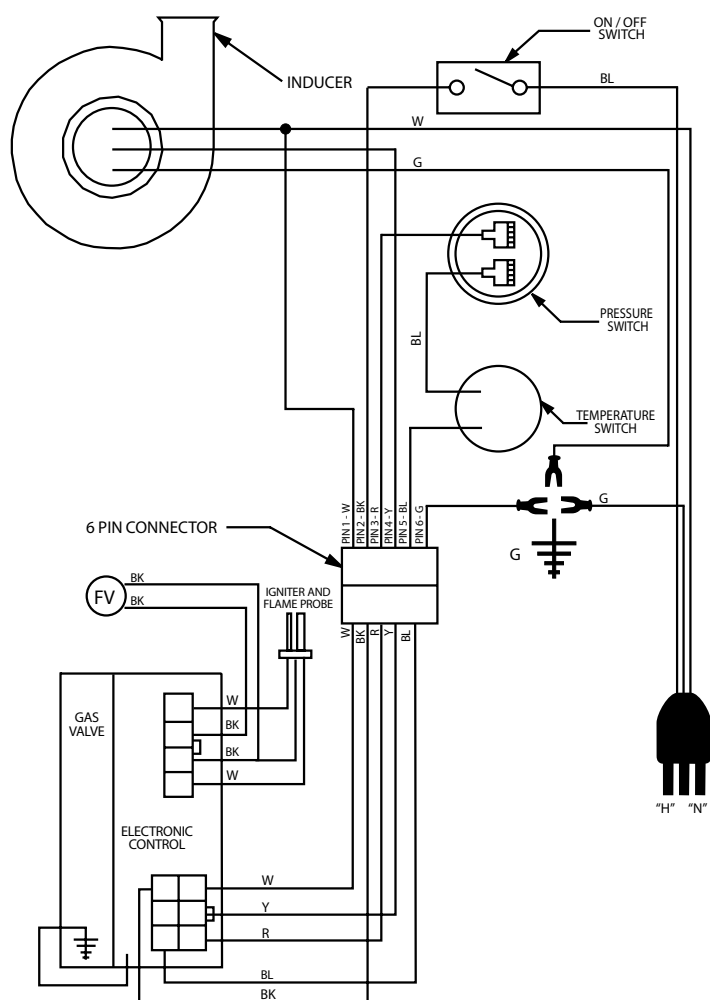 ON / OFF
SWITCH
INDUCER
BL
W
G
PRESSURE
SWITCH
BL
TEMPERATURE
SWITCH
PIN 1 - W
PIN 2 - BK
PIN 3 - R
PIN 4 - Y
PIN 5 - BL
PIN 6 - G
G
6 PIN CONNECTOR
G
FV
BK
BK
IGNITER AND
FLAME PROBE
W
BK
R
Y
BL
GAS
VALVE
W
BK
BK
W
"H" "N"
ELECTRONIC
CONTROL
W
Y
R
BL
BK